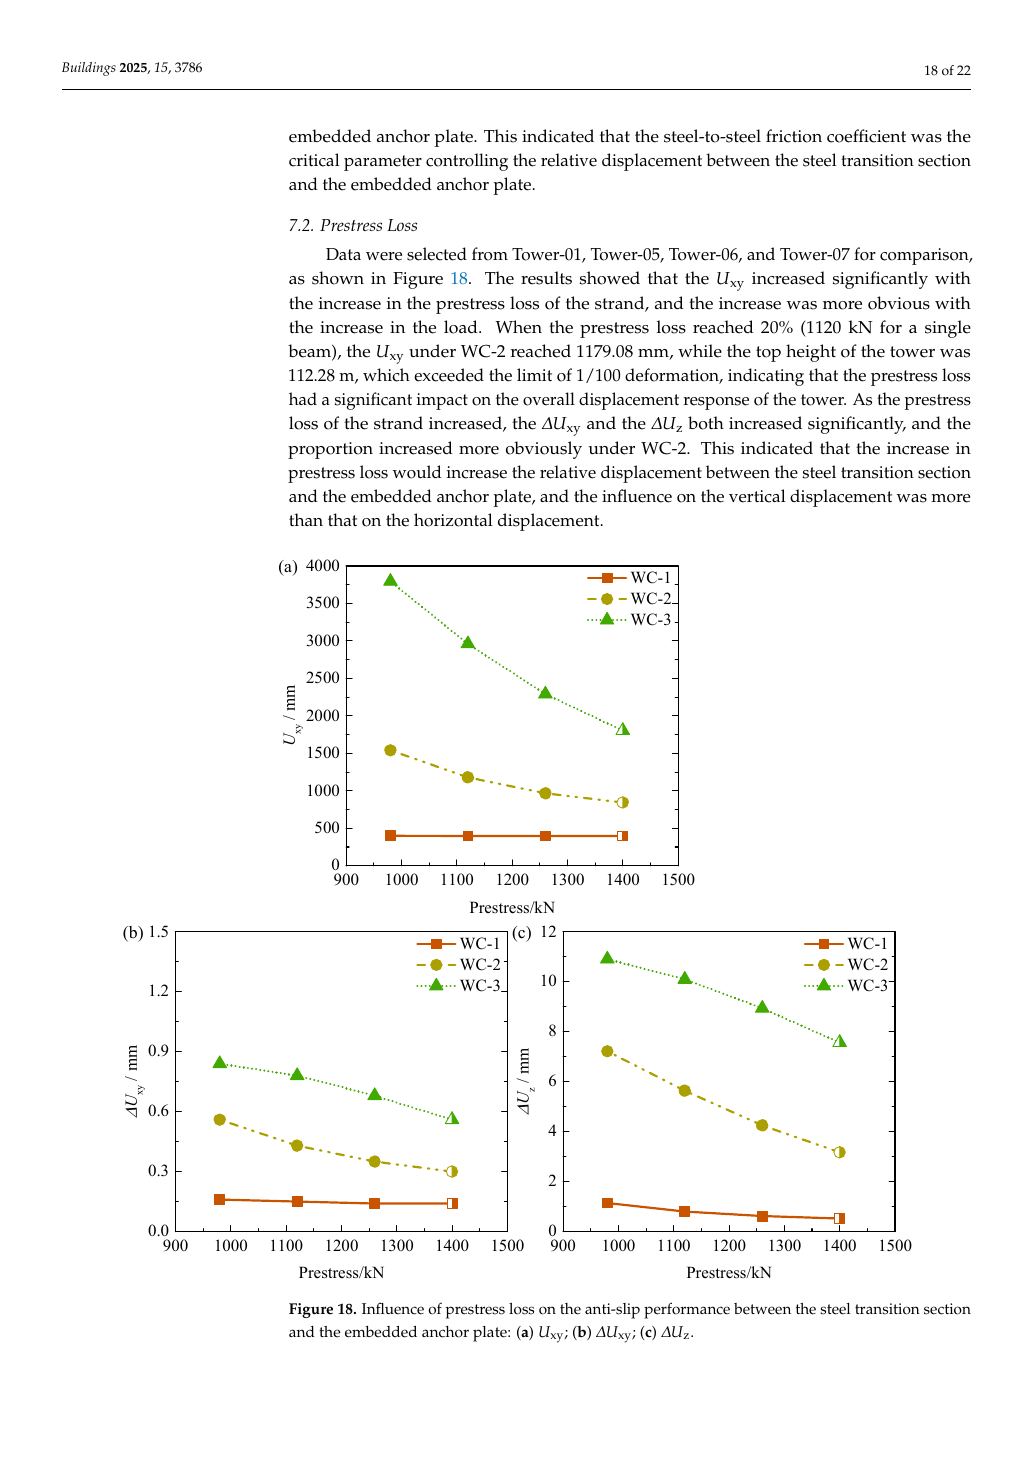 Buildings 2025, 15, 3786
18 of 22
embedded anchor plate. This indicated that the steel-to-steel friction coefficient was the
critical parameter controlling the relative displacement between the steel transition section
and the embedded anchor plate.
7.2. Prestress Loss
Data were selected from Tower-01, Tower-05, Tower-06, and Tower-07 for comparison,
as shown in Figure 18. The results showed that the Uxy increased significantly with
the increase in the prestress loss of the strand, and the increase was more obvious with
the increase in the load. When the prestress loss reached 20% (1120 kN for a single
beam), the Uxy under WC-2 reached 1179.08 mm, while the top height of the tower was
112.28 m, which exceeded the limit of 1/100 deformation, indicating that the prestress loss
had a significant impact on the overall displacement response of the tower. As the prestress
loss of the strand increased, the ΔUxy and the ΔUz both increased significantly, and the
proportion increased more obviously under WC-2. This indicated that the increase in
prestress loss would increase the relative displacement between the steel transition section
and the embedded anchor plate, and the influence on the vertical displacement was more
than that on the horizontal displacement.
(a)
4000
3500
3000
2500
2000
1500
1000
500
0
Uxy / mm
WC-1
WC-2
WC-3
900 1000 1100 1200 1300 1400 1500
Prestress/kN
(b)
1.5
1.2
0.9
0.6
0.3
0.0
ΔUxy / mm
WC-1
WC-2
WC-3
900 1000 1100 1200 1300 1400 1500
Prestress/kN
(c)
12
10
8
6
4
2
0
ΔUz / mm
WC-1
WC-2
WC-3
900 1000 1100 1200 1300 1400 1500
Prestress/kN
Figure 18. Influence of prestress loss on the anti-slip performance between the steel transition section
and the embedded anchor plate: (a) Uxy; (b) ΔUxy; (c) ΔUz.